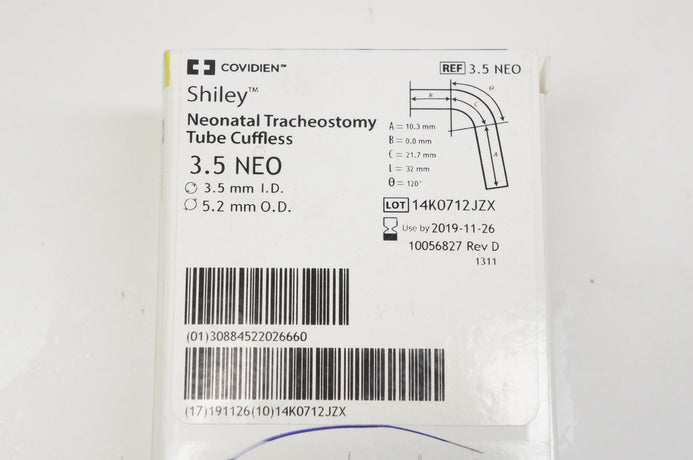 COVIDIEN™
REF 3.5 NEO
Shiley™
Neonatal Tracheostomy
Tube Cuffless
3.5 NEO
3.5 mm I.D.
5.2 mm O.D.
A = 10.3 mm
B = 0.0 mm
C = 21.7 mm
L = 32 mm
Θ = 120°
B
C
Θ
A
LOT 14K0712JZX
Use by 2019-11-26
10056827 Rev D
1311
(01)30884522026660
(17)191126(10)14K0712JZX